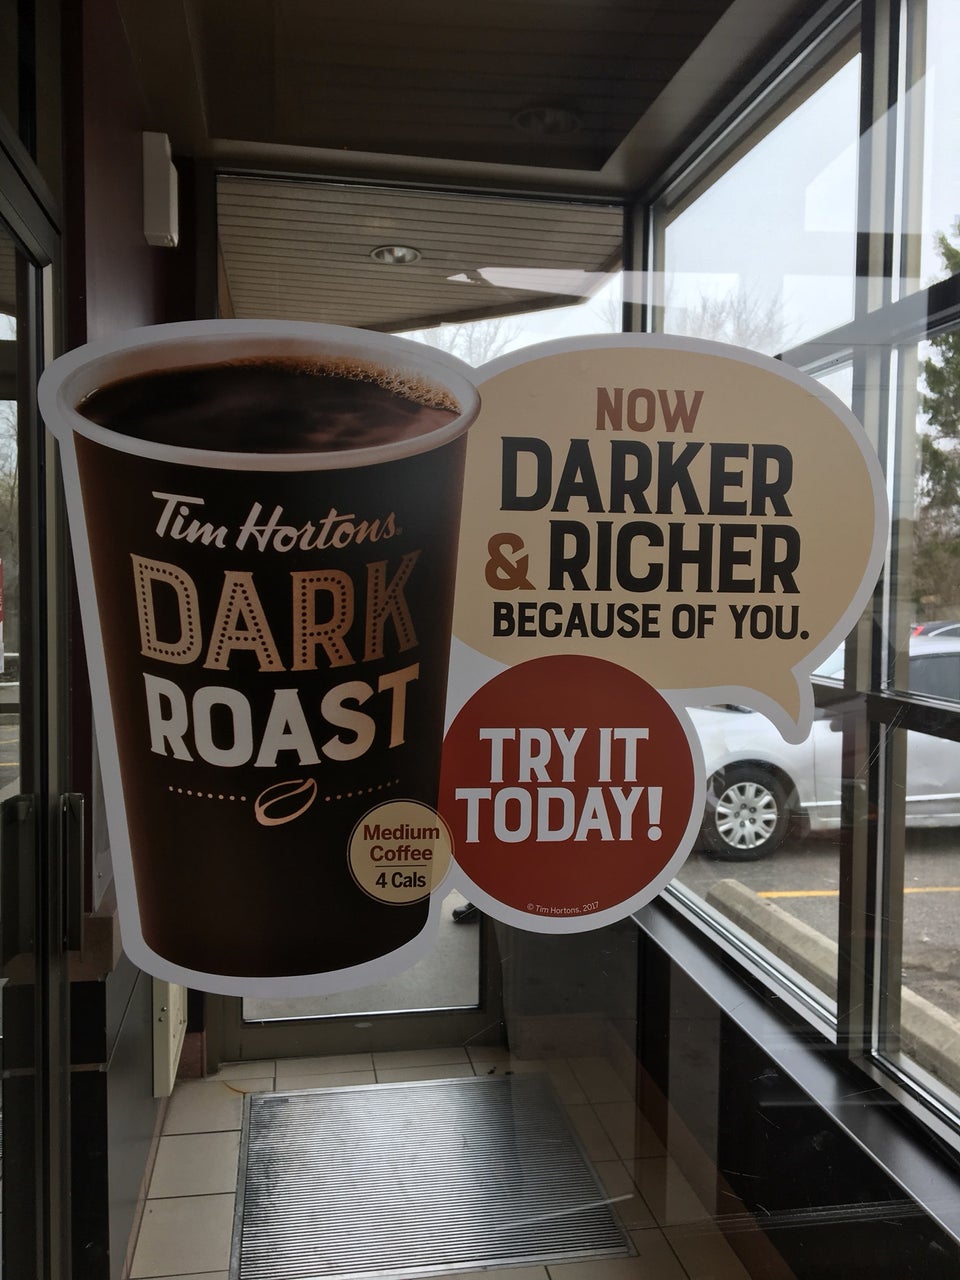 Tim Hortons
DARK
ROAST
Medium
Coffee
4 Cals
NOW
DARKER
& RICHER
BECAUSE OF YOU.
TRY IT
TODAY!
© Tim Hortons, 2017